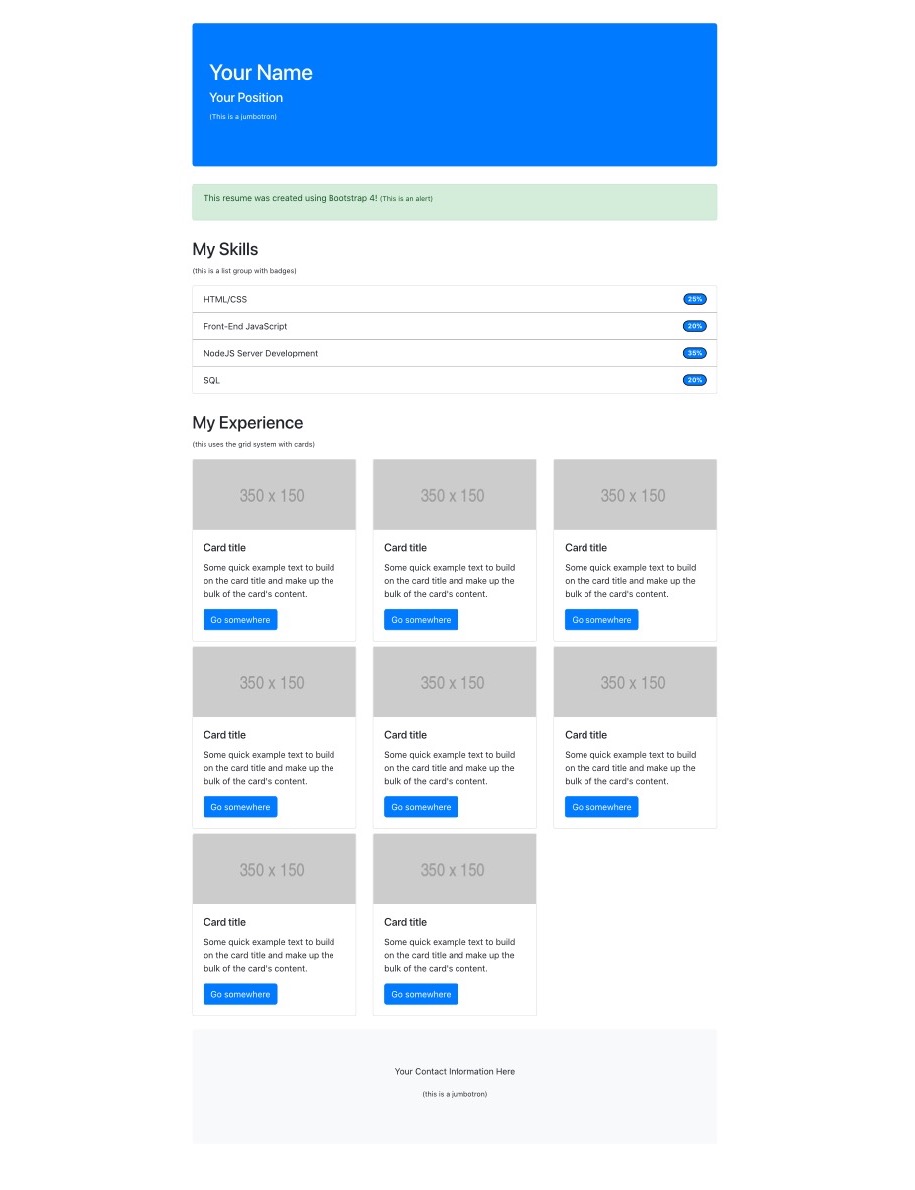 Your Name
Your Position
(This is a jumbotron)
This resume was created using Bootstrap 4! (This is an alert)
My Skills
(this is a list group with badges)
HTML/CSS 25%
Front-End JavaScript 20%
NodeJS Server Development 35%
SQL 20%
My Experience
(this uses the grid system with cards)
350 x 150
Card title
Some quick example text to build
on the card title and make up the
bulk of the card's content.
Go somewhere
350 x 150
Card title
Some quick example text to build
on the card title and make up the
bulk of the card's content.
Go somewhere
350 x 150
Card title
Some quick example text to build
on the card title and make up the
bulk of the card's content.
Go somewhere
350 x 150
Card title
Some quick example text to build
on the card title and make up the
bulk of the card's content.
Go somewhere
350 x 150
Card title
Some quick example text to build
on the card title and make up the
bulk of the card's content.
Go somewhere
350 x 150
Card title
Some quick example text to build
on the card title and make up the
bulk of the card's content.
Go somewhere
350 x 150
Card title
Some quick example text to build
on the card title and make up the
bulk of the card's content.
Go somewhere
350 x 150
Card title
Some quick example text to build
on the card title and make up the
bulk of the card's content.
Go somewhere
Your Contact Information Here
(this is a jumbotron)